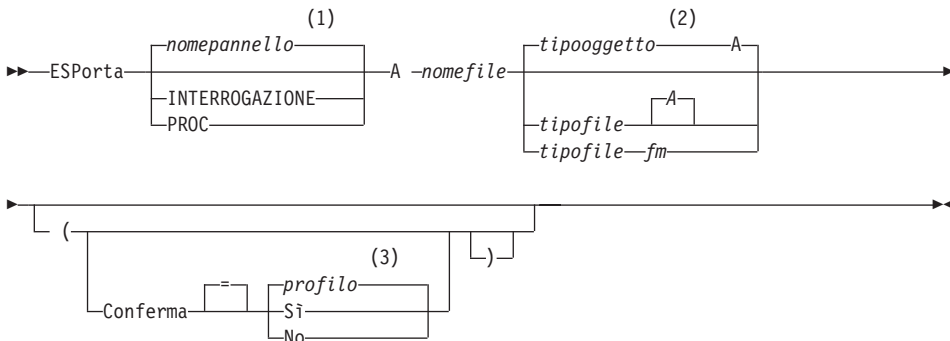 (1) (2)
nomepannello tipooggetto A
ESPorta A nomefile
INTERROGAZIONE A
PROC tipofile
tipofile fm
(
(3) )
= profilo
Conferma Sì
No